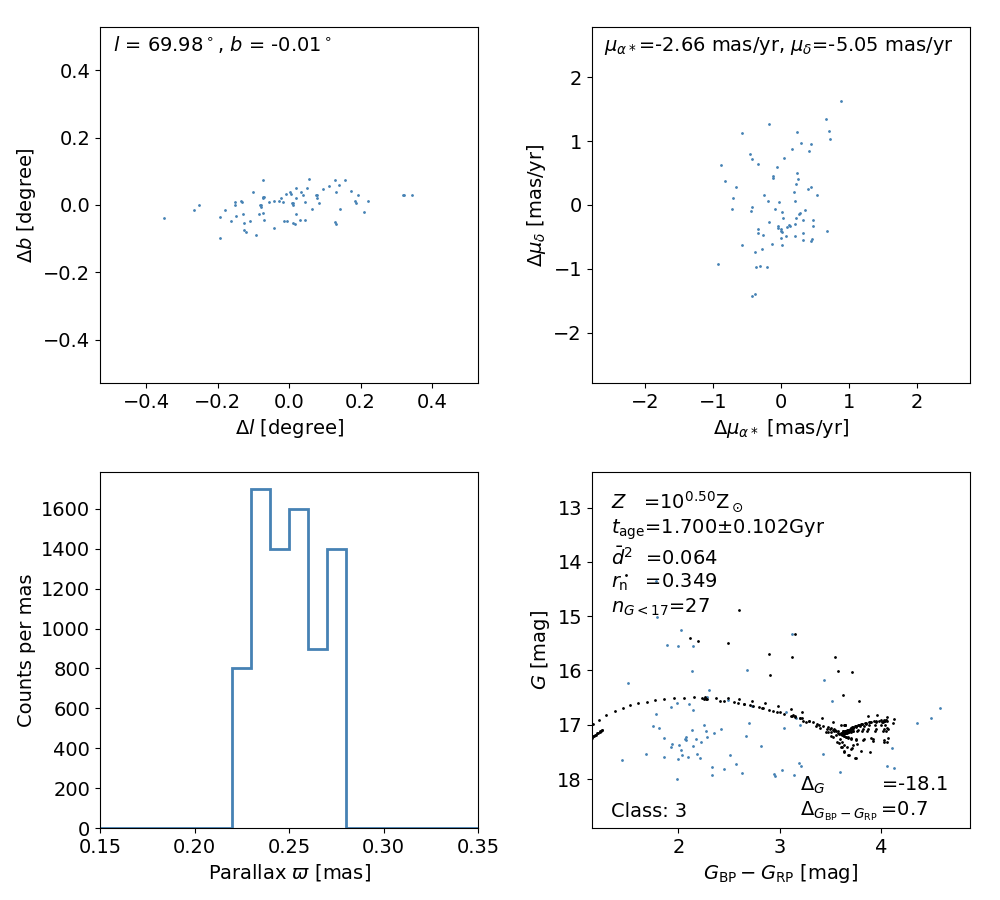 l = 69.98°, b = -0.01°
0.4
0.2
0.0
−0.2
−0.4
Δb [degree]
−0.4 −0.2 0.0 0.2 0.4
Δl [degree]
μα*=-2.66 mas/yr, μδ=-5.05 mas/yr
2
1
0
−1
−2
Δμδ [mas/yr]
−2 −1 0 1 2
Δμα* [mas/yr]
1600
1400
1200
1000
800
600
400
200
0
Counts per mas
0.15 0.20 0.25 0.30 0.35
Parallax ϖ [mas]
Z =10^0.50 Z⊙
t_age=1.700±0.102Gyr
d̄² =0.064
r_n =0.349
n_G<17=27
13
14
15
16
17
18
G [mag]
Δ_G =-18.1
Δ_GBP−GRP =0.7
Class: 3
2 3 4
G_BP − G_RP [mag]